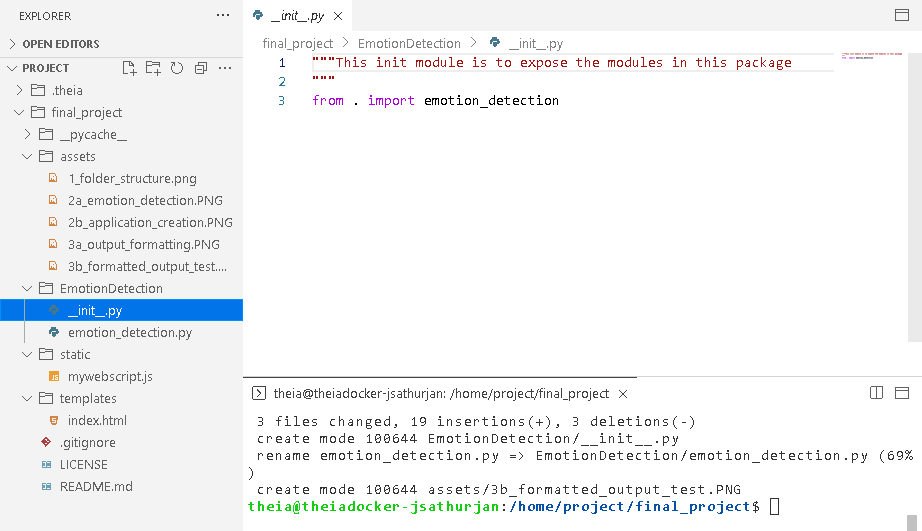 EXPLORER
OPEN EDITORS
PROJECT
.theia
final_project
__pycache__
assets
1_folder_structure.png
2a_emotion_detection.PNG
2b_application_creation.PNG
3a_output_formatting.PNG
3b_formatted_output_test....
EmotionDetection
__init__.py
emotion_detection.py
static
JS mywebscript.js
templates
index.html
.gitignore
LICENSE
README.md
__init__.py
final_project > EmotionDetection > __init__.py
1 """This init module is to expose the modules in this package
2 """
3 from . import emotion_detection
theia@theiadocker-jsathurjan: /home/project/final_project
3 files changed, 19 insertions(+), 3 deletions(-)
create mode 100644 EmotionDetection/__init__.py
rename emotion_detection.py => EmotionDetection/emotion_detection.py (69%
)
create mode 100644 assets/3b_formatted_output_test.PNG
theia@theiadocker-jsathurjan:/home/project/final_project$